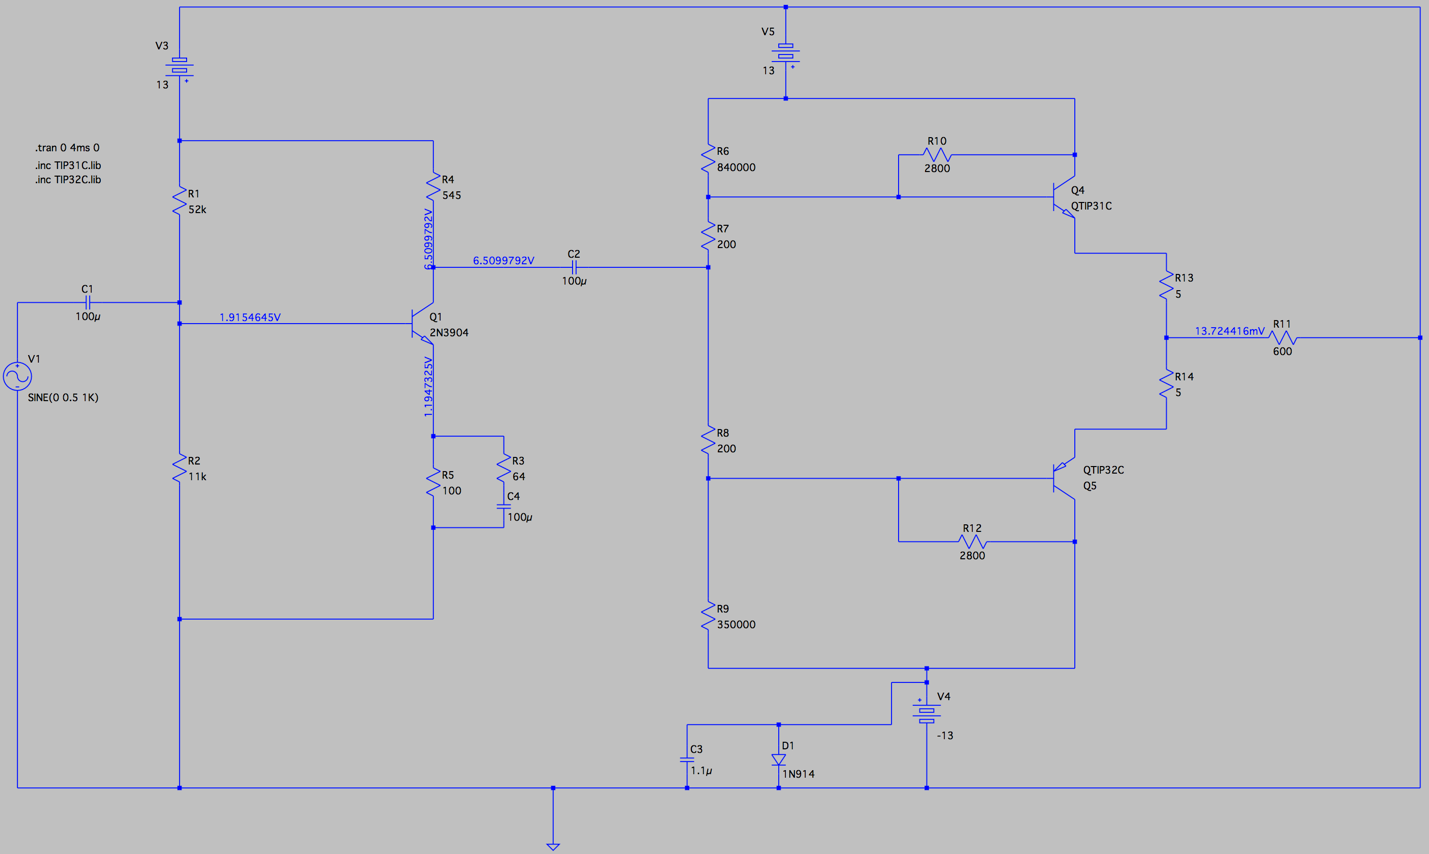 V3
13
V5
13
.tran 0 4ms 0
.inc TIP31C.lib
.inc TIP32C.lib
R1
52k
R4
545
R6
840000
R10
2800
Q4
QTIP31C
6.5099792V
R7
200
6.5099792V
C2
100µ
R13
5
C1
100µ
1.9154645V
Q1
2N3904
13.724416mV
R11
600
V1
SINE(0 0.5 1K)
1.1947325V
R14
5
R8
200
R2
11k
R3
64
R5
100
C4
100µ
QTIP32C
Q5
R12
2800
R9
350000
V4
-13
C3
1.1µ
D1
1N914